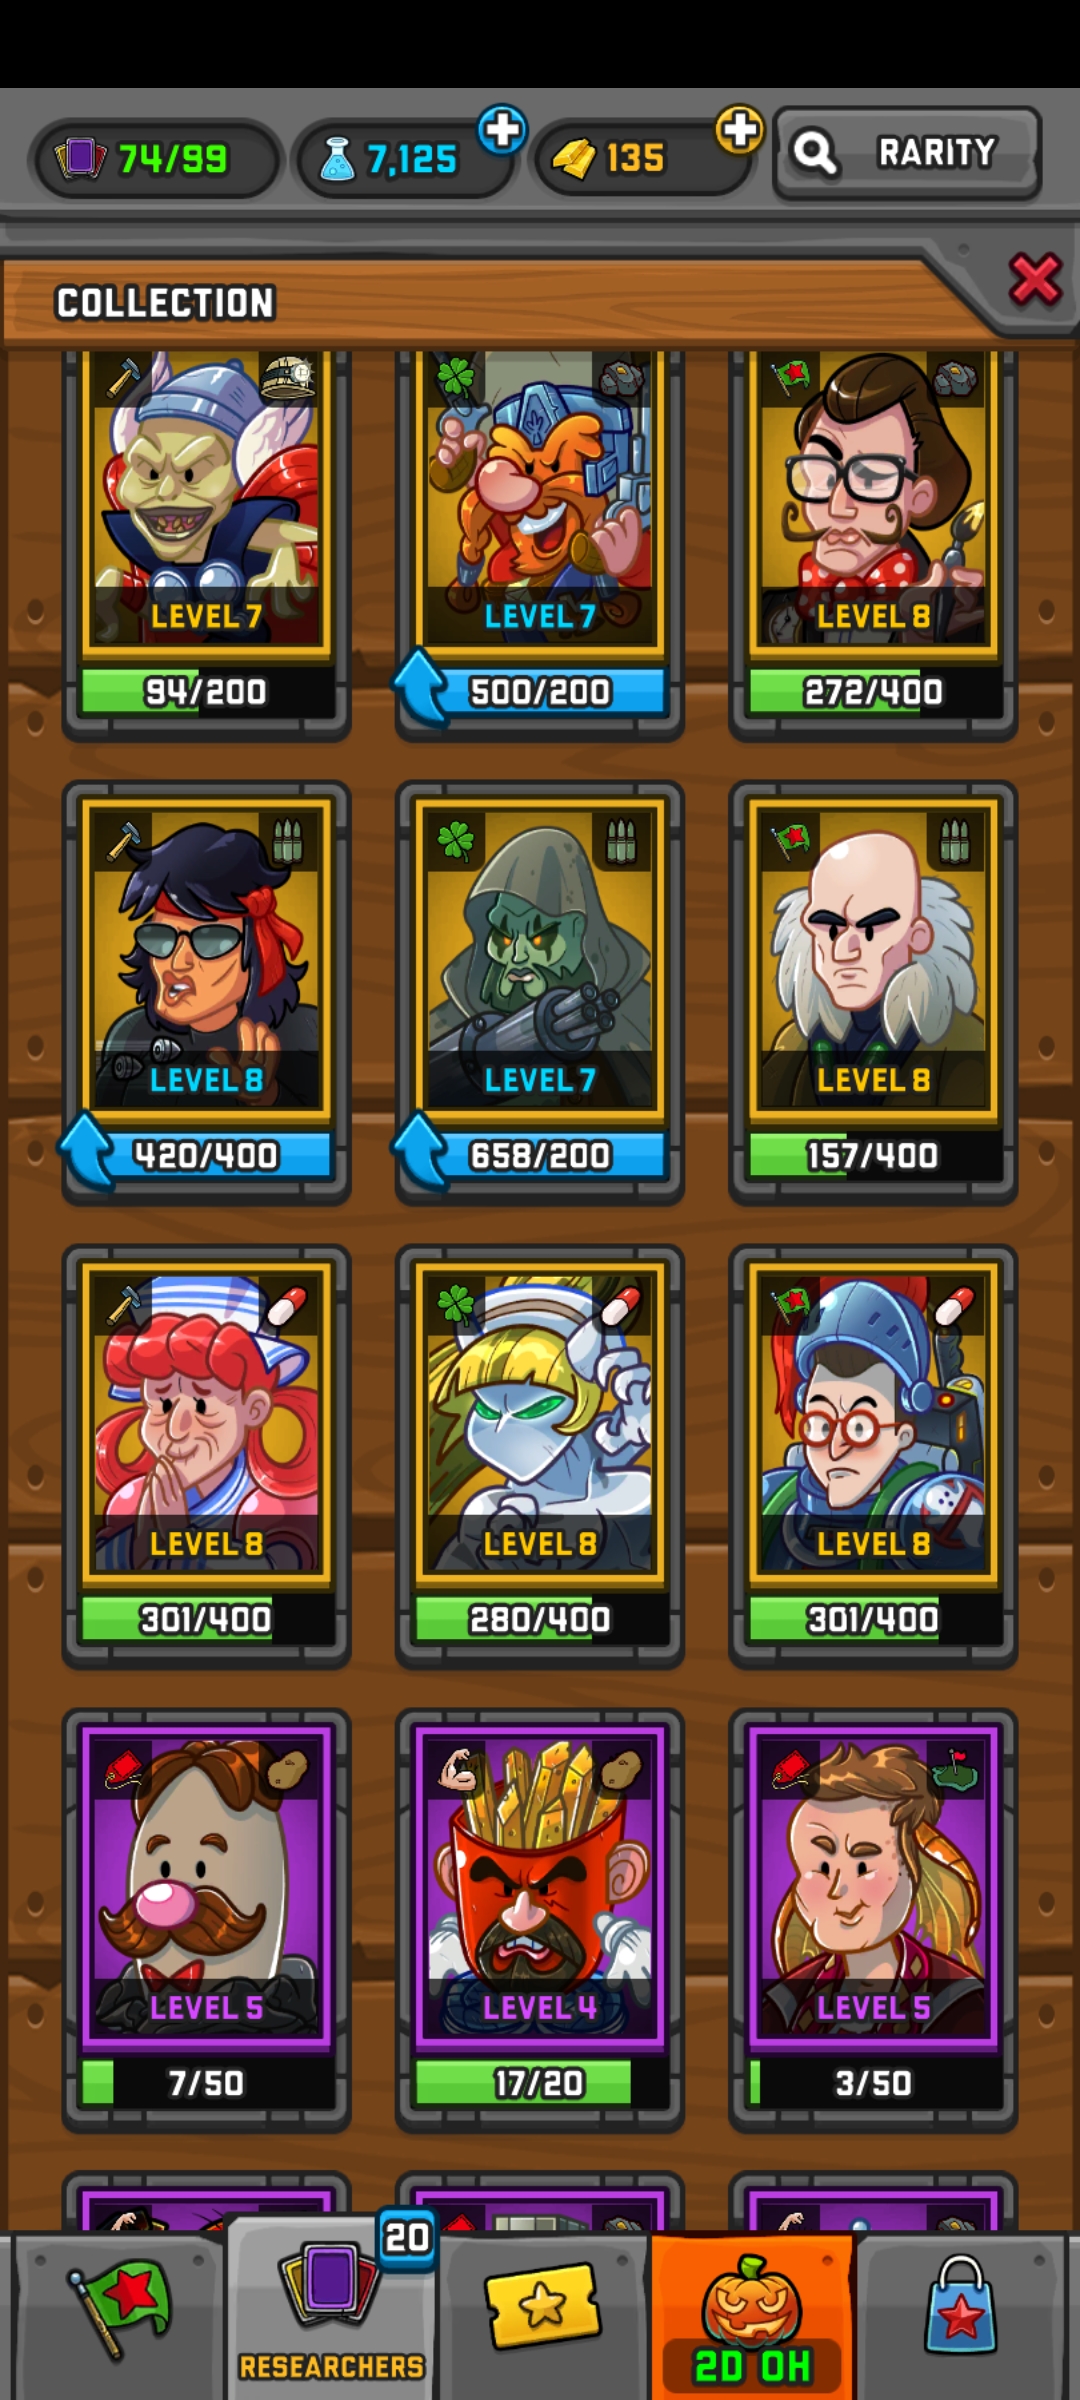 74/99 7,125 135 RARITY
COLLECTION
LEVEL 7 LEVEL 7 LEVEL 8
94/200 500/200 272/400
LEVEL 8 LEVEL 7 LEVEL 8
420/400 658/200 157/400
LEVEL 8 LEVEL 8 LEVEL 8
301/400 280/400 301/400
LEVEL 5 LEVEL 4 LEVEL 5
7/50 17/20 3/50
20
RESEARCHERS 2D 0H